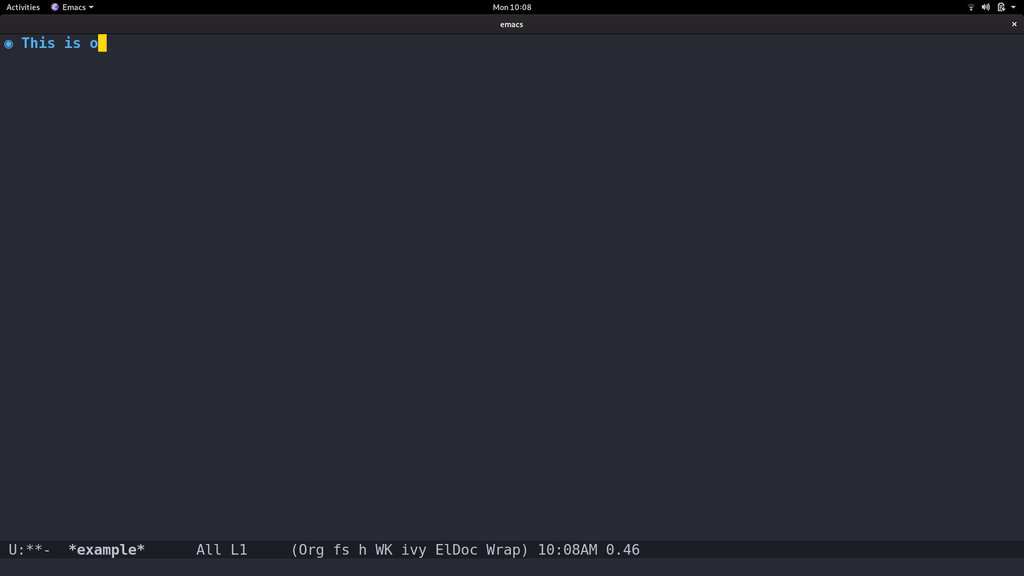 Activities Emacs Mon 10:08
emacs ×
◉ This is o
U:**- *example* All L1 (Org fs h WK ivy ElDoc Wrap) 10:08AM 0.46